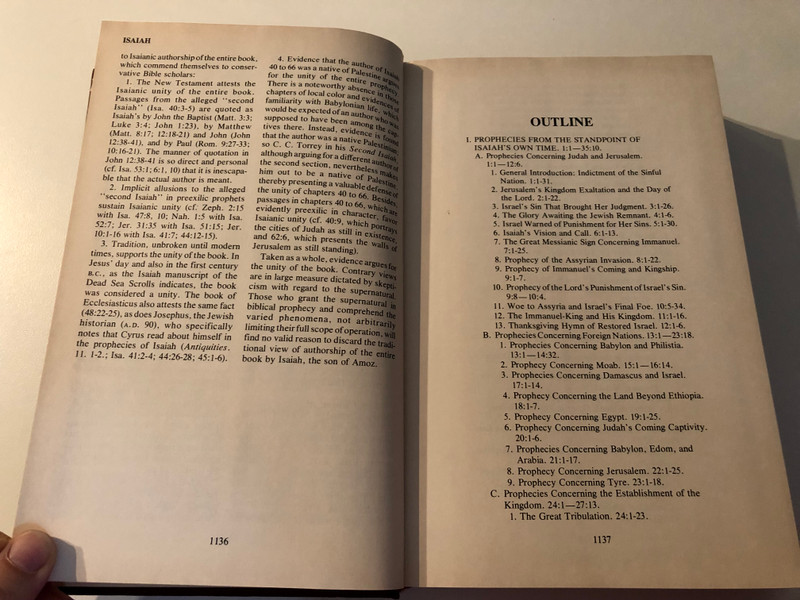 ISAIAH
to Isaianic authorship of the entire book,
which commend themselves to conser-
vative Bible scholars:
1. The New Testament attests the
Isaianic unity of the entire book.
Passages from the alleged "second
Isaiah" (Isa. 40:3-5) are quoted as
Isaiah's by John the Baptist (Matt. 3:3;
Luke 3:4; John 1:23), by Matthew
(Matt. 8:17; 12:18-21) and John (John
12:38-41), and by Paul (Rom. 9:27-33;
10:16-21). The manner of quotation in
John 12:38-41 is so direct and personal
(cf. Isa. 53:1; 6:1, 10) that it is inescapa-
ble that the actual author is meant.
2. Implicit allusions to the alleged
"second Isaiah" in preexilic prophets
sustain Isaianic unity (cf. Zeph. 2:15
with Isa. 47:8, 10; Nah. 1:5 with Isa.
52:7; Jer. 31:35 with Isa. 51:15; Jer.
10:1-16 with Isa. 41:7; 44:12-15).
3. Tradition, unbroken until modern
times, supports the unity of the book. In
Jesus' day and also in the first century
B.C., as the Isaiah manuscript of the
Dead Sea Scrolls indicates, the book
was considered a unity. The book of
Ecclesiasticus also attests the same fact
(48:22-25), as does Josephus, the Jewish
historian (A.D. 90), who specifically
notes that Cyrus read about himself in
the prophecies of Isaiah (Antiquities.
11. 1-2.; Isa. 41:2-4; 44:26-28; 45:1-6).
4. Evidence that the author of Isaiah
40 to 66 was a native of Palestine argues
for the unity of the entire prophecy.
There is a noteworthy absence in these
chapters of local color and evidences of
familiarity with Babylonian life, which
would be expected of an author who was
supposed to have been among the cap-
tives there. Instead, evidence is found
that the author was a native Palestinian,
so C. C. Torrey in his Second Isaiah,
although arguing for a different author of
the second section, nevertheless makes
him out to be a native of Palestine,
thereby presenting a valuable defense of
the unity of chapters 40 to 66. Besides,
passages in chapters 40 to 66, which are
evidently preexilic in character, favor
Isaianic unity (cf. 40:9, which portrays
the cities of Judah as still in existence,
and 62:6, which presents the walls of
Jerusalem as still standing).
Taken as a whole, evidence argues for
the unity of the book. Contrary views
are in large measure dictated by skepti-
cism with regard to the supernatural.
Those who grant the supernatural in
biblical prophecy and comprehend the
varied phenomena, not arbitrarily
limiting their full scope of operation, will
find no valid reason to discard the tradi-
tional view of authorship of the entire
book by Isaiah, the son of Amoz.
1136
OUTLINE
I. PROPHECIES FROM THE STANDPOINT OF
ISAIAH'S OWN TIME. 1:1—35:10.
A. Prophecies Concerning Judah and Jerusalem.
1:1—12:6.
1. General Introduction: Indictment of the Sinful
Nation. 1:1-31.
2. Jerusalem's Kingdom Exaltation and the Day of
the Lord. 2:1-22.
3. Israel's Sin That Brought Her Judgment. 3:1-26.
4. The Glory Awaiting the Jewish Remnant. 4:1-6.
5. Israel Warned of Punishment for Her Sins. 5:1-30.
6. Isaiah's Vision and Call. 6:1-13.
7. The Great Messianic Sign Concerning Immanuel.
7:1-25.
8. Prophecy of the Assyrian Invasion. 8:1-22.
9. Prophecy of Immanuel's Coming and Kingship.
9:1-7.
10. Prophecy of the Lord's Punishment of Israel's Sin.
9:8—10:4.
11. Woe to Assyria and Israel's Final Foe. 10:5-34.
12. The Immanuel-King and His Kingdom. 11:1-16.
13. Thanksgiving Hymn of Restored Israel. 12:1-6.
B. Prophecies Concerning Foreign Nations. 13:1—23:18.
1. Prophecies Concerning Babylon and Philistia.
13:1—14:32.
2. Prophecy Concerning Moab. 15:1—16:14.
3. Prophecies Concerning Damascus and Israel.
17:1-14.
4. Prophecy Concerning the Land Beyond Ethiopia.
18:1-7.
5. Prophecy Concerning Egypt. 19:1-25.
6. Prophecy Concerning Judah's Coming Captivity.
20:1-6.
7. Prophecies Concerning Babylon, Edom, and
Arabia. 21:1-17.
8. Prophecy Concerning Jerusalem. 22:1-25.
9. Prophecy Concerning Tyre. 23:1-18.
C. Prophecies Concerning the Establishment of the
Kingdom. 24:1—27:13.
1. The Great Tribulation. 24:1-23.
1137